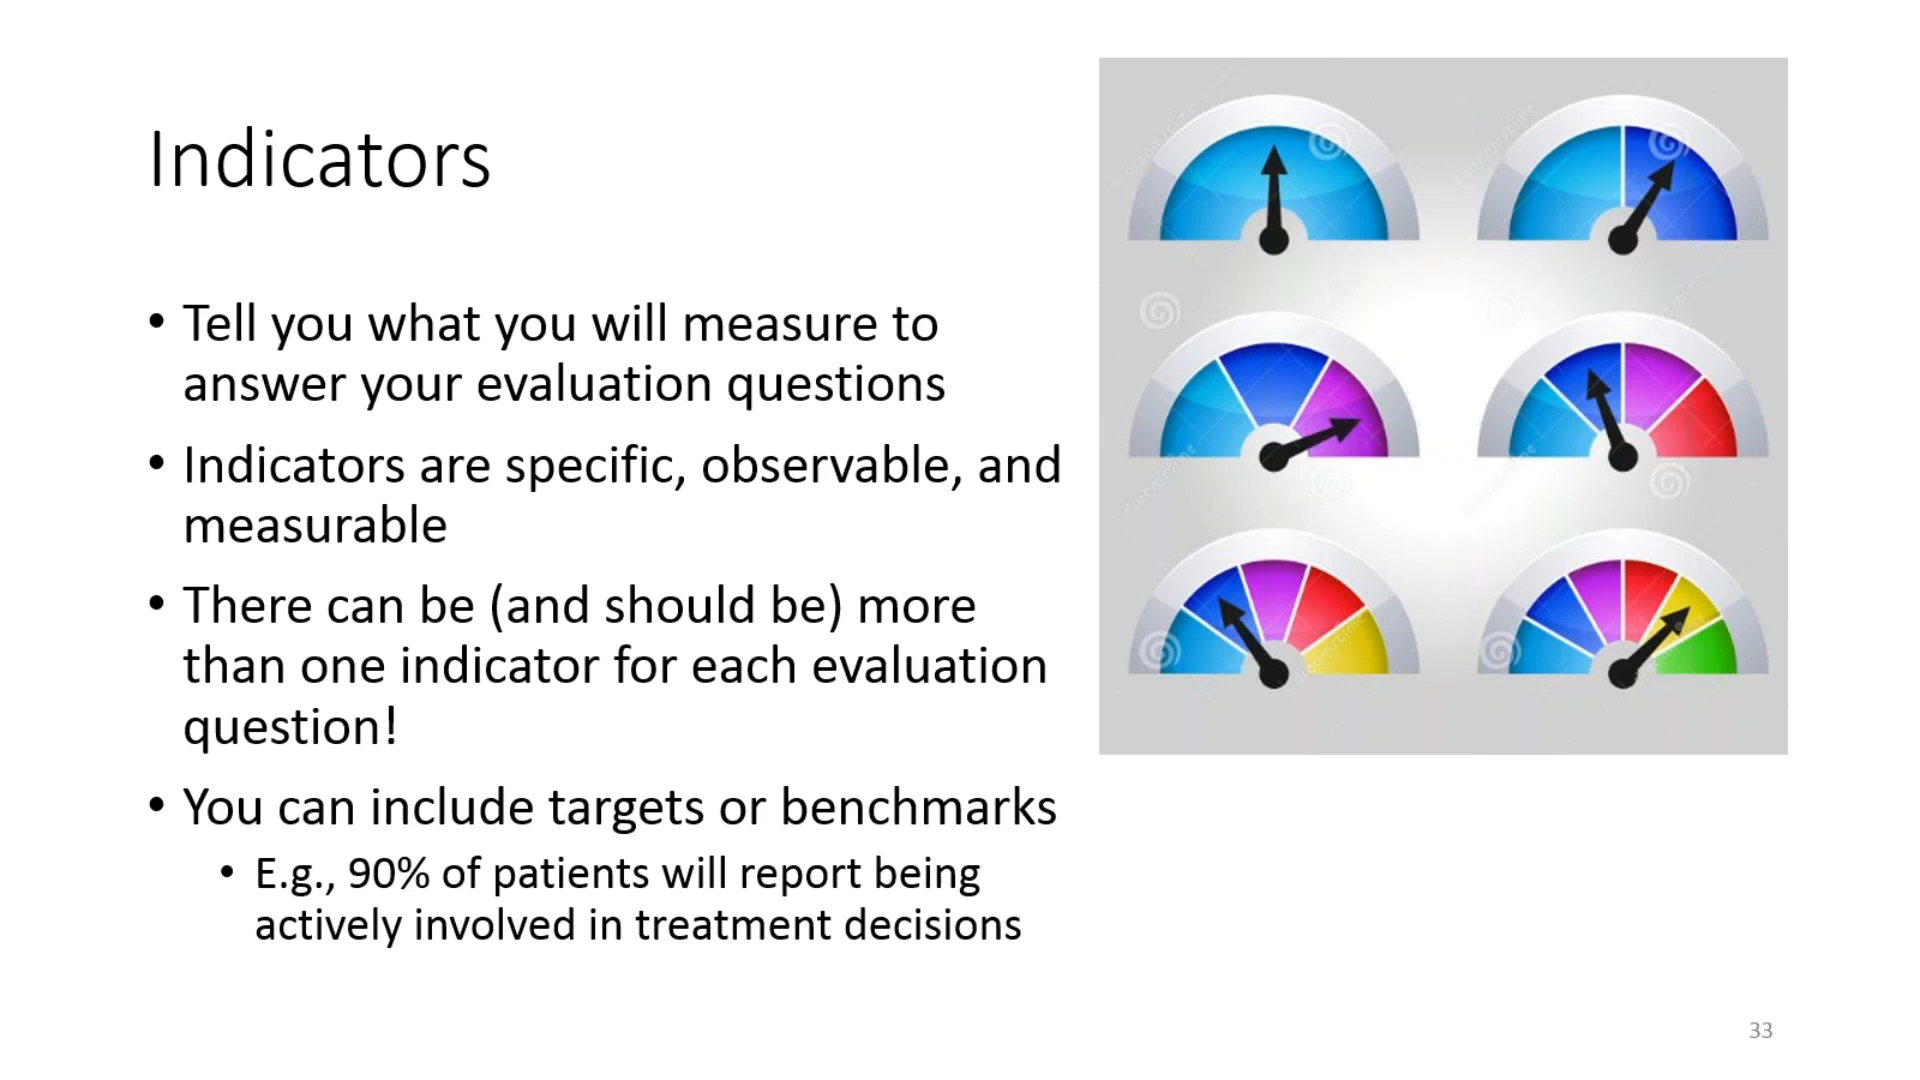 Indicators
• Tell you what you will measure to
answer your evaluation questions
• Indicators are specific, observable, and
measurable
• There can be (and should be) more
than one indicator for each evaluation
question!
• You can include targets or benchmarks
• E.g., 90% of patients will report being
actively involved in treatment decisions
33